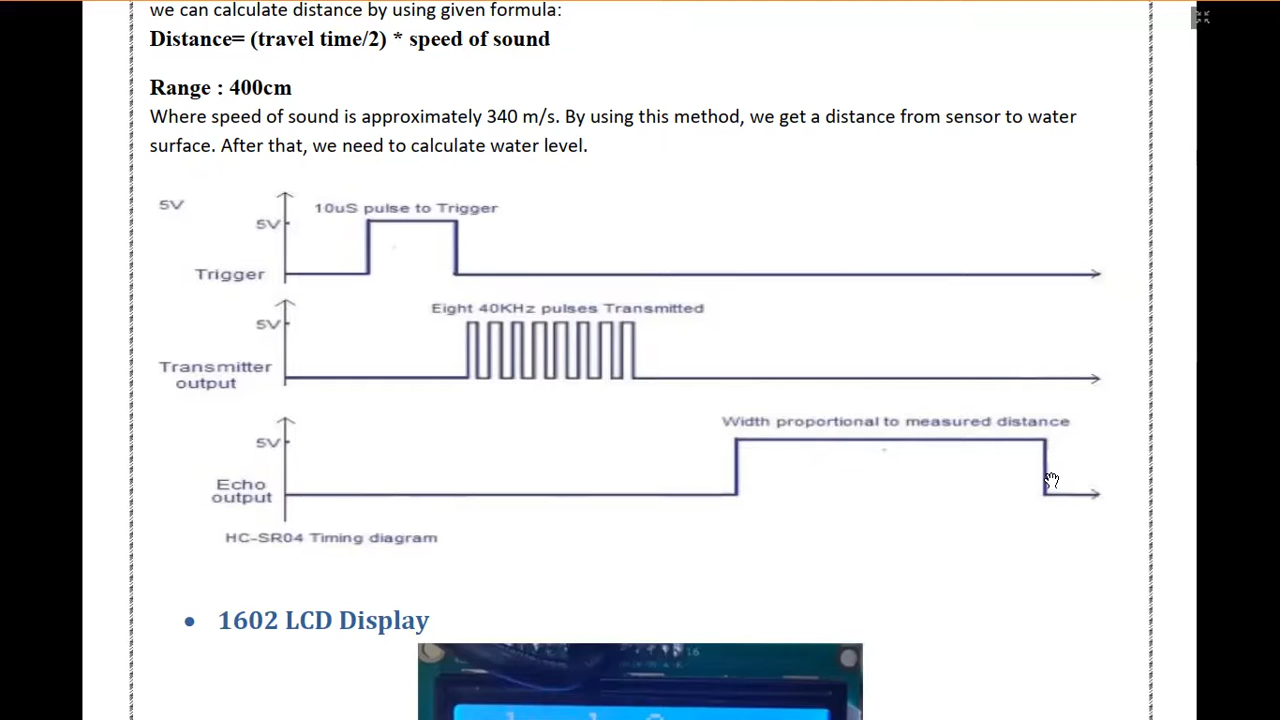 we can calculate distance by using given formula:
Distance= (travel time/2) * speed of sound
Range : 400cm
Where speed of sound is approximately 340 m/s. By using this method, we get a distance from sensor to water
surface. After that, we need to calculate water level.
5V
10uS pulse to Trigger
5V
Trigger
Eight 40KHz pulses Transmitted
5V
Transmitter
output
Width proportional to measured distance
5V
Echo
output
HC-SR04 Timing diagram
• 1602 LCD Display
16